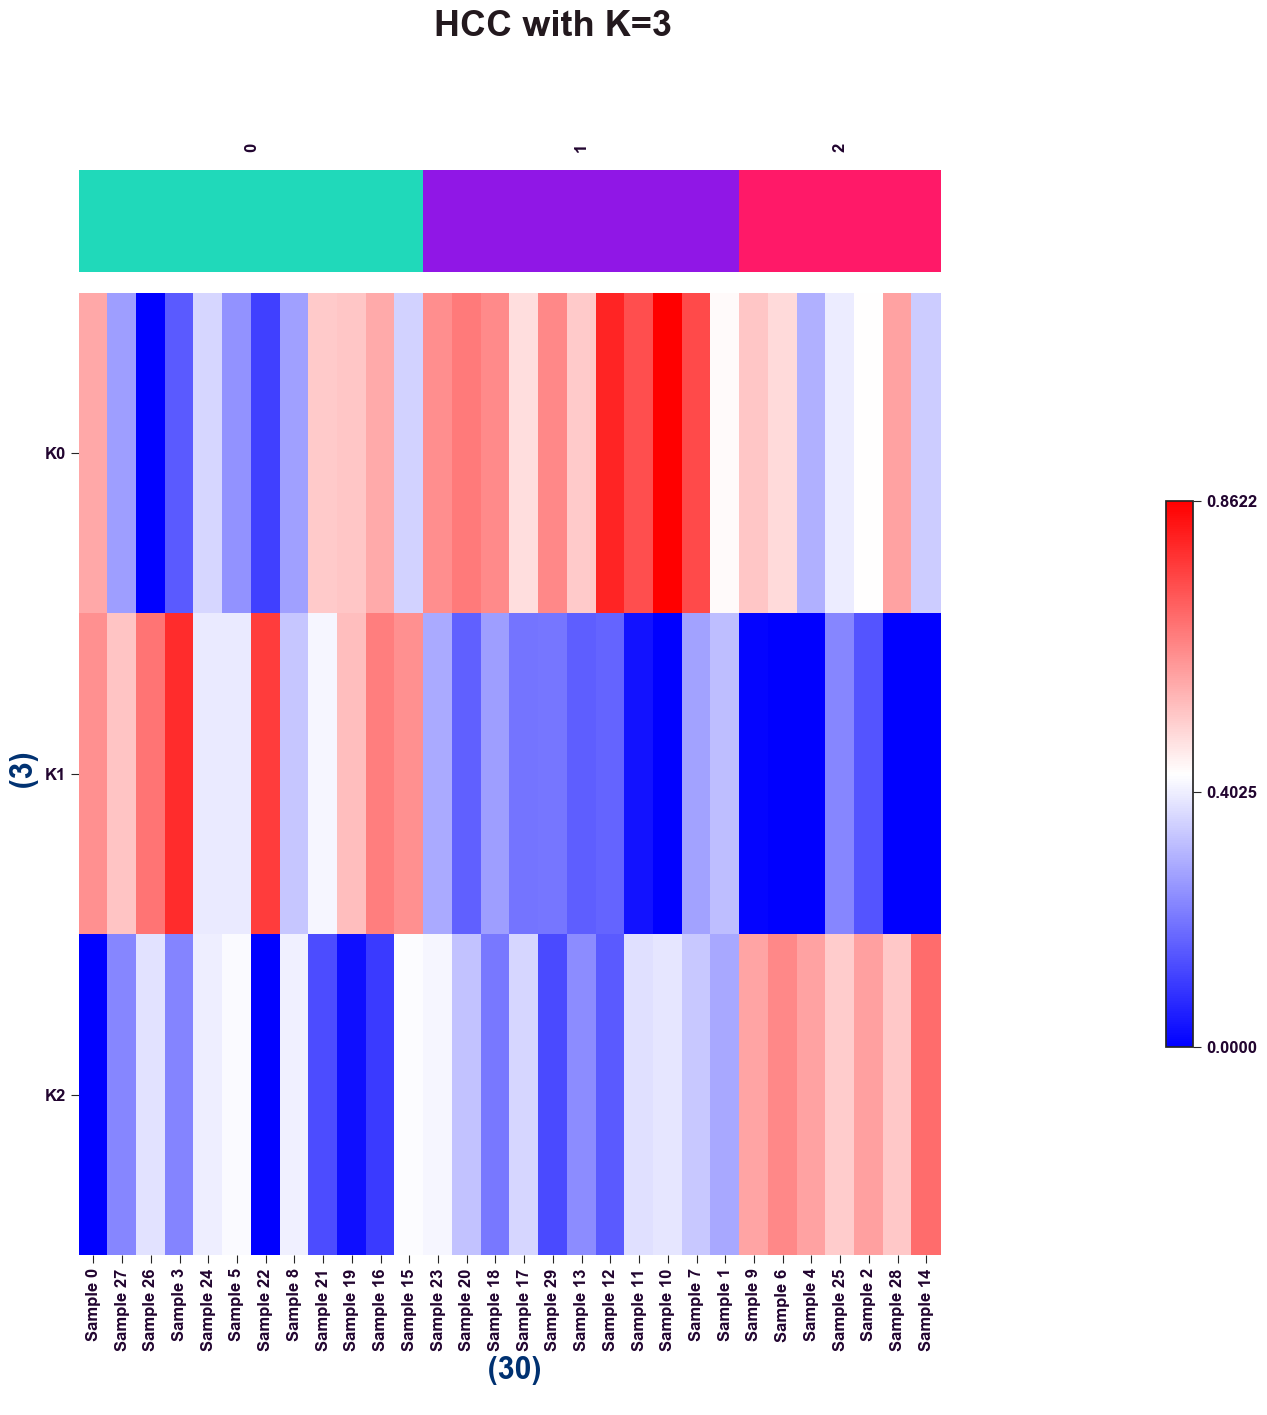 HCC with K=3
0
1
2
K0
K1
K2
(3)
0.8622
0.4025
0.0000
Sample 0
Sample 27
Sample 26
Sample 3
Sample 24
Sample 5
Sample 22
Sample 8
Sample 21
Sample 19
Sample 16
Sample 15
Sample 23
Sample 20
Sample 18
Sample 17
Sample 29
Sample 13
Sample 12
Sample 11
Sample 10
Sample 7
Sample 1
Sample 9
Sample 6
Sample 4
Sample 25
Sample 2
Sample 28
Sample 14
(30)